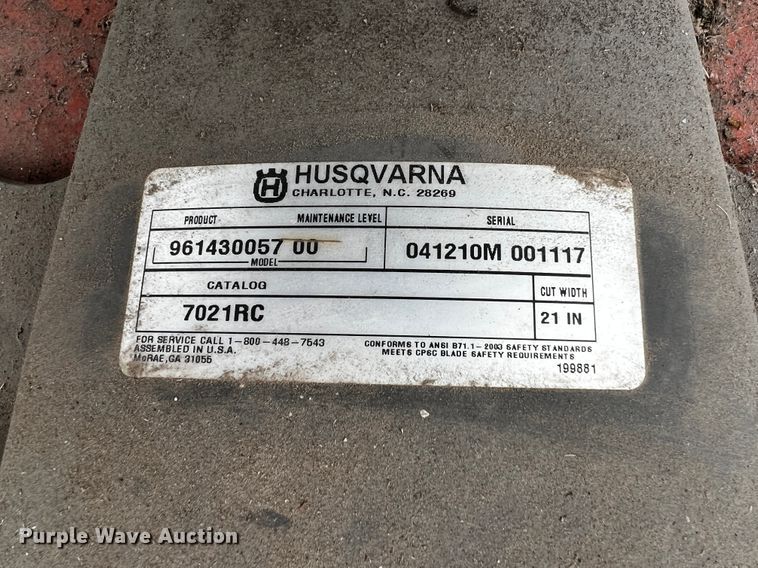 HUSQVARNA
CHARLOTTE, N.C. 28269
PRODUCT MAINTENANCE LEVEL SERIAL
961430057 00 041210M 001117
MODEL
CATALOG CUT WIDTH
7021RC 21 IN
FOR SERVICE CALL 1-800-448-7543 CONFORMS TO ANSI B71.1-2003 SAFETY STANDARDS
ASSEMBLED IN U.S.A. MEETS CPSC BLADE SAFETY REQUIREMENTS
McRAE, GA 31055 199881
Purple Wave Auction